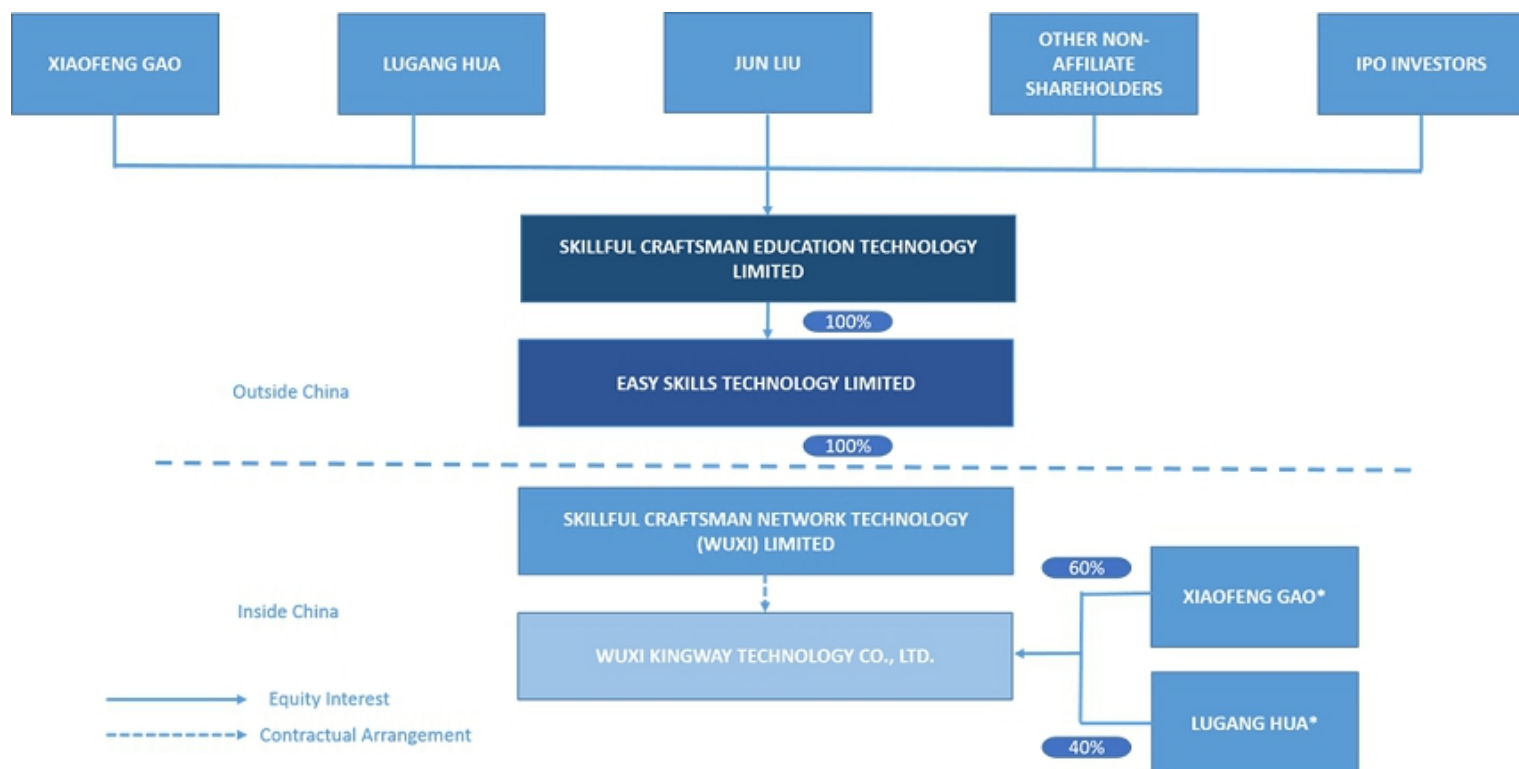 XIAOFENG GAO
LUGANG HUA
JUN LIU
OTHER NON-
AFFILIATE
SHAREHOLDERS
IPO INVESTORS
SKILLFUL CRAFTSMAN EDUCATION TECHNOLOGY
LIMITED
100%
EASY SKILLS TECHNOLOGY LIMITED
Outside China
100%
SKILLFUL CRAFTSMAN NETWORK TECHNOLOGY
(WUXI) LIMITED
60%
XIAOFENG GAO*
Inside China
WUXI KINGWAY TECHNOLOGY CO., LTD.
Equity Interest
Contractual Arrangement
LUGANG HUA*
40%